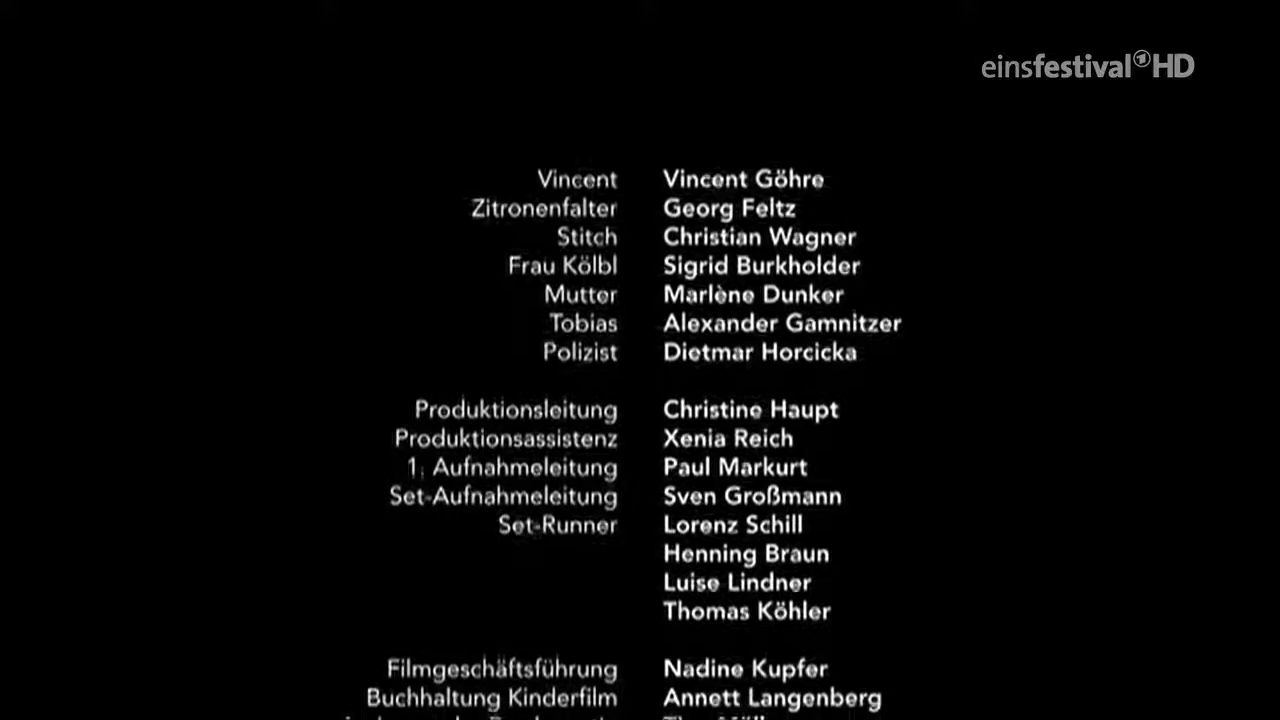 einsfestival HD
Vincent Vincent Göhre
Zitronenfalter Georg Feltz
Stitch Christian Wagner
Frau Kölbl Sigrid Burkholder
Mutter Marlène Dunker
Tobias Alexander Gamnitzer
Polizist Dietmar Horcicka
Produktionsleitung Christine Haupt
Produktionsassistenz Xenia Reich
1. Aufnahmeleitung Paul Markurt
Set-Aufnahmeleitung Sven Großmann
Set-Runner Lorenz Schill
Henning Braun
Luise Lindner
Thomas Köhler
Filmgeschäftsführung Nadine Kupfer
Buchhaltung Kinderfilm Annett Langenberg